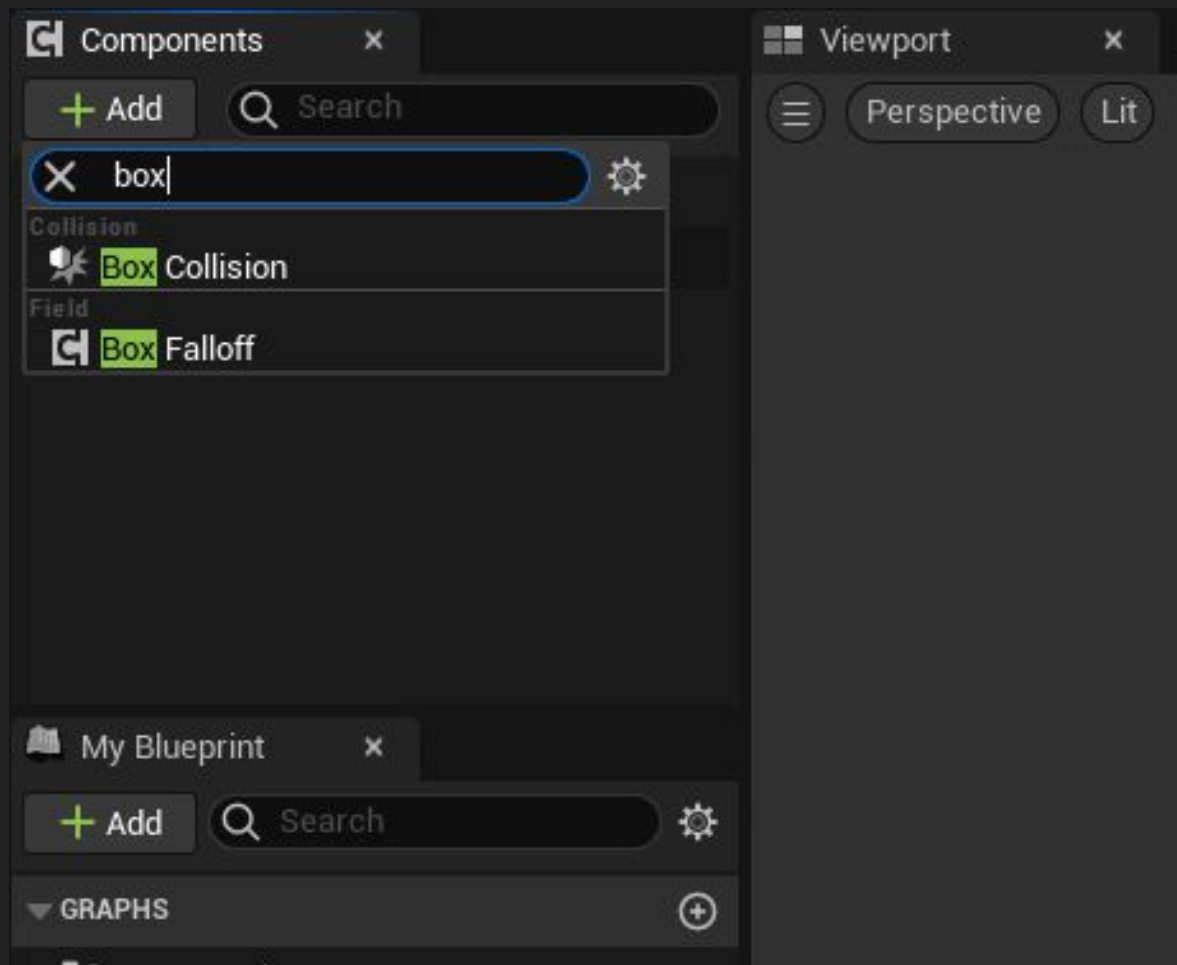 Components
Add
Search
box
Collision
Box Collision
Field
Box Falloff
My Blueprint
Add
Search
GRAPHS
Viewport
Perspective
Lit